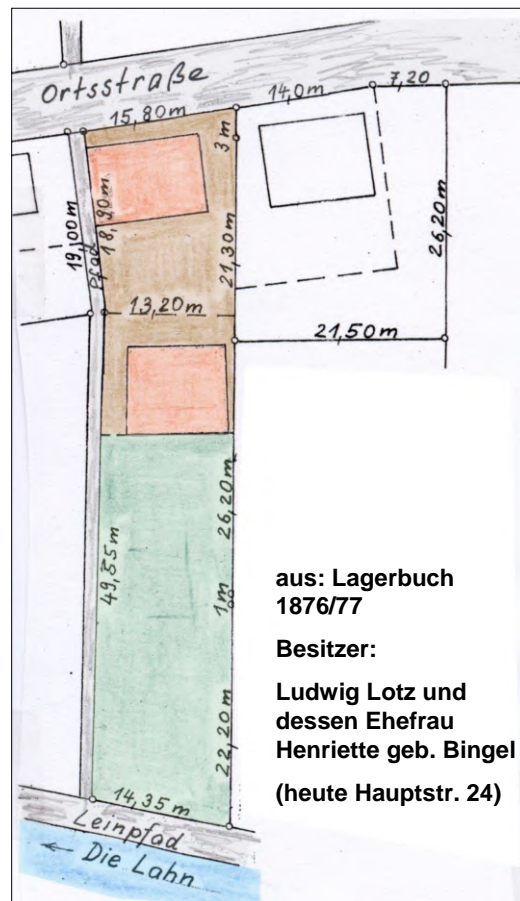 Ortsstraße
15,80m
14,0m
7,20
3m
19,00m
Pfad
18,20m
21,30m
26,20m
13,20m
21,50m
26,20m
49,55m
1m
22,20m
14,35m
Leinpfad
← Die Lahn
aus: Lagerbuch
1876/77
Besitzer:
Ludwig Lotz und
dessen Ehefrau
Henriette geb. Bingel
(heute Hauptstr. 24)